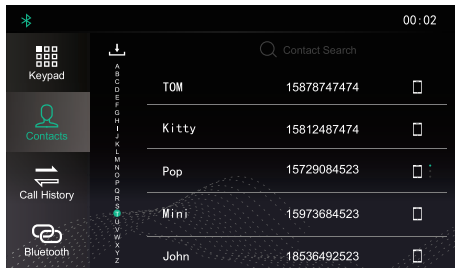 00:02
Keypad
Contacts
Call History
Bluetooth
A
B
C
D
E
F
G
H
I
J
K
L
M
N
O
P
Q
R
S
T
U
V
W
X
Y
Z
Contact Search
TOM 15878747474
Kitty 15812487474
Pop 15729084523
Mini 15973684523
John 18536492523